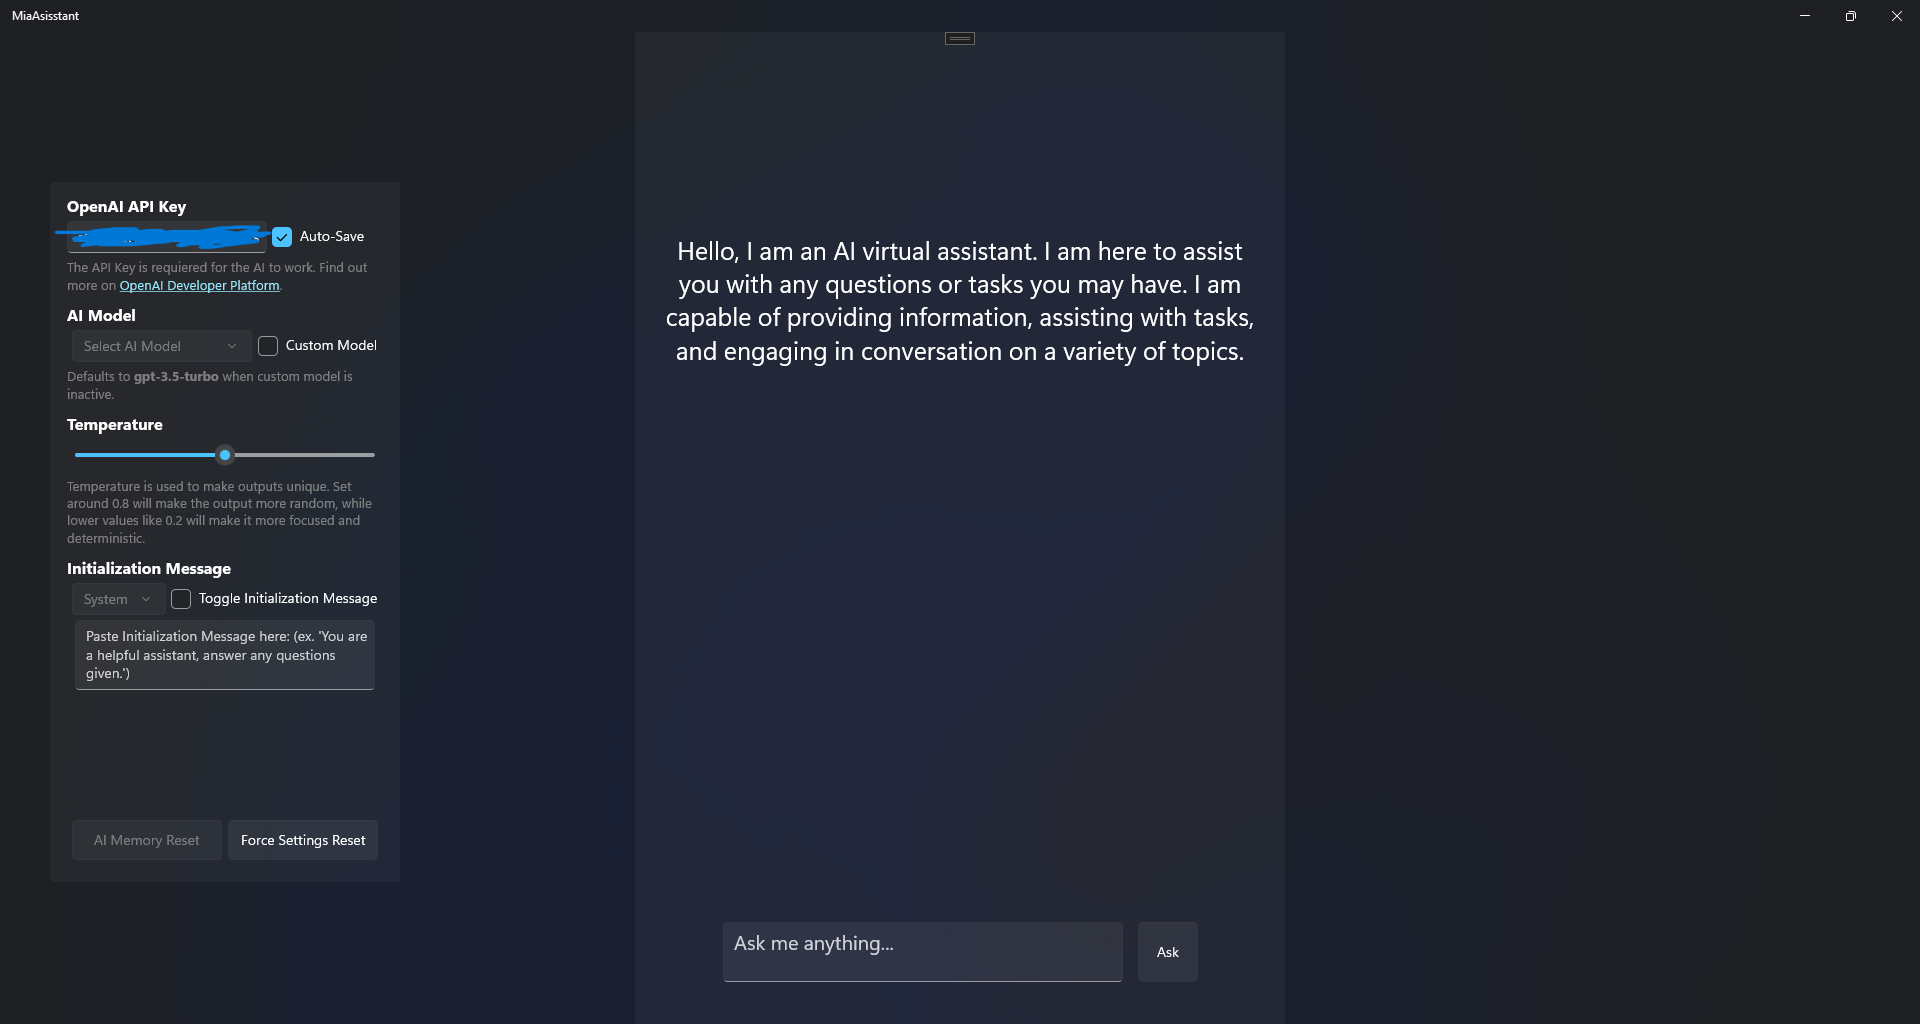 MiaAsisstant
OpenAI API Key
Auto-Save
The API Key is requiered for the AI to work. Find out
more on OpenAI Developer Platform.
AI Model
Select AI Model
Custom Model
Defaults to gpt-3.5-turbo when custom model is
inactive.
Temperature
Temperature is used to make outputs unique. Set
around 0.8 will make the output more random, while
lower values like 0.2 will make it more focused and
deterministic.
Initialization Message
System
Toggle Initialization Message
Paste Initialization Message here: (ex. 'You are
a helpful assistant, answer any questions
given.')
AI Memory Reset
Force Settings Reset
Hello, I am an AI virtual assistant. I am here to assist
you with any questions or tasks you may have. I am
capable of providing information, assisting with tasks,
and engaging in conversation on a variety of topics.
Ask me anything...
Ask